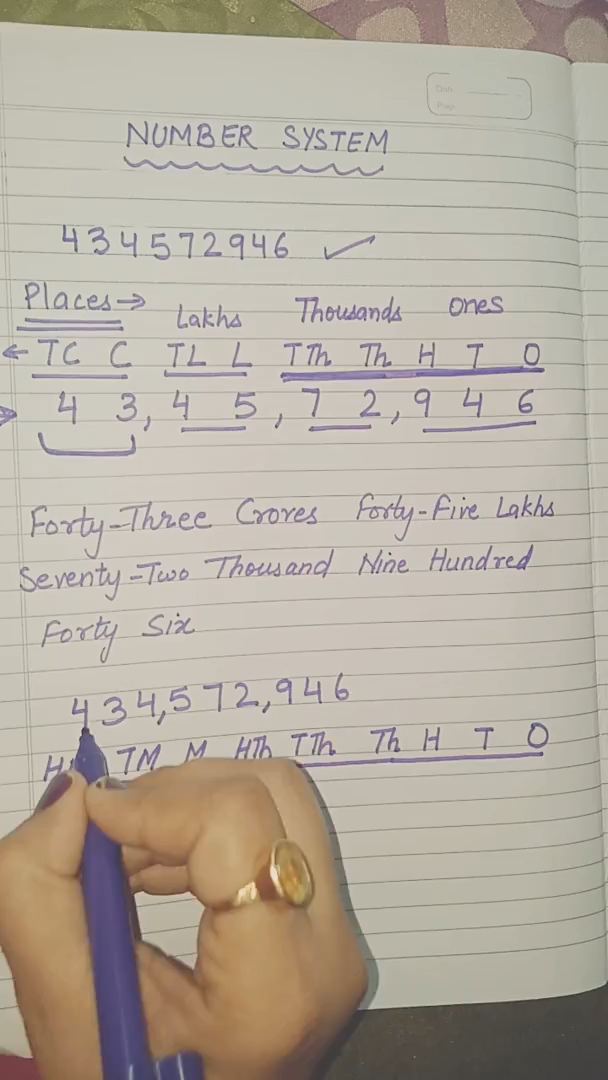 NUMBER SYSTEM
434572946 ✓
Places→ Lakhs Thousands Ones
← TC C TL L TTh Th H T O
→ 4 3, 4 5, 7 2, 9 4 6
Forty-Three Crores Forty-Five Lakhs
Seventy-Two Thousand Nine Hundred
Forty Six
434,572,946
TM M HTh TTh Th H T O